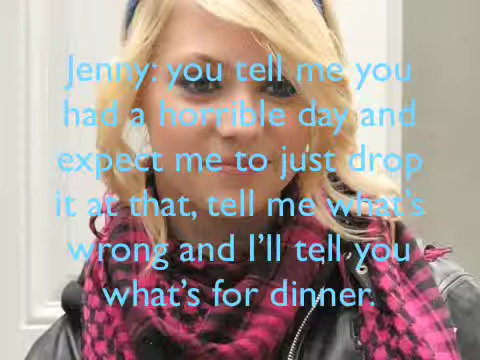 Jenny: you tell me you
had a horrible day and
expect me to just drop
it at that, tell me what's
wrong and I'll tell you
what's for dinner.